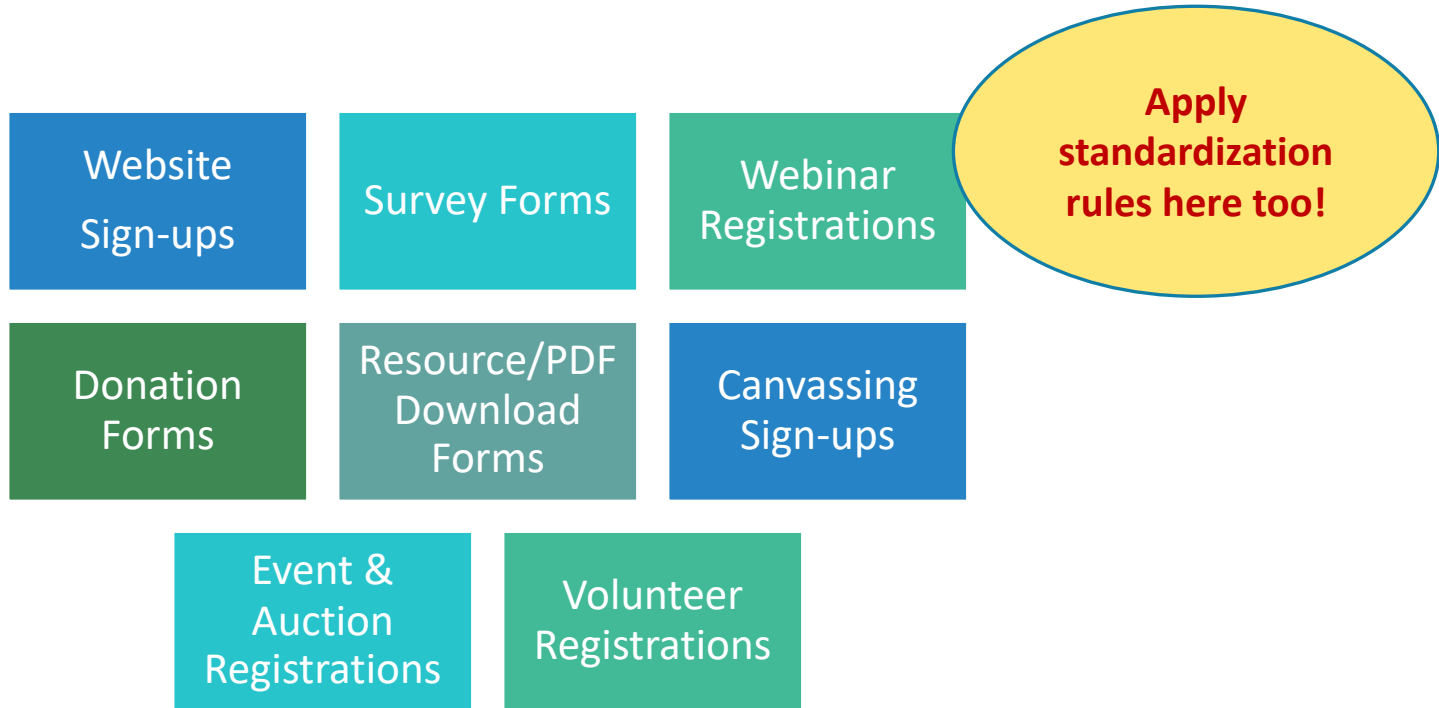 Website
Sign-ups
Survey Forms
Webinar
Registrations
Apply
standardization
rules here too!
Donation
Forms
Resource/PDF
Download
Forms
Canvassing
Sign-ups
Event &
Auction
Registrations
Volunteer
Registrations